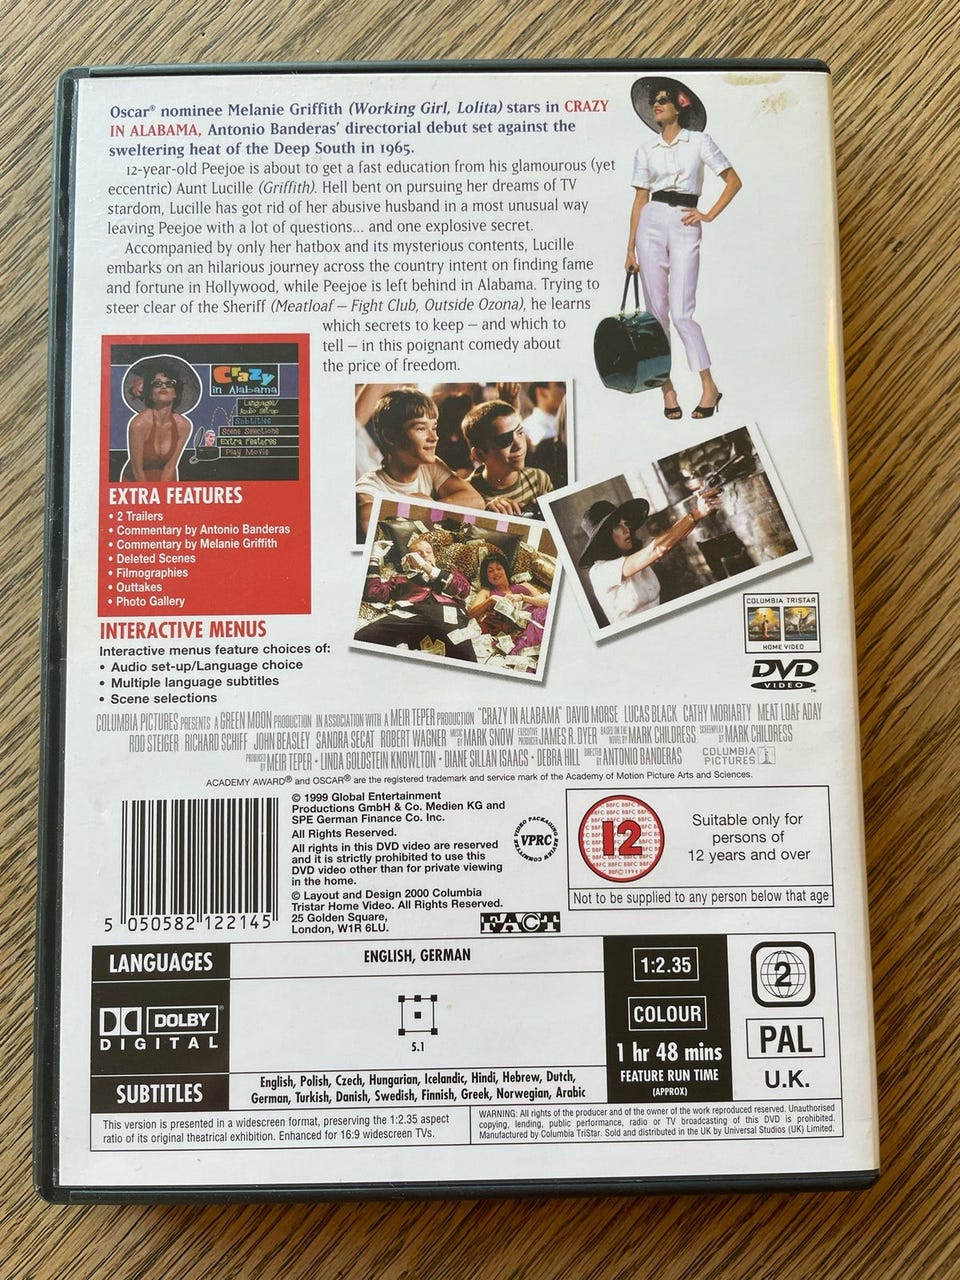 Oscar® nominee Melanie Griffith (Working Girl, Lolita) stars in CRAZY
IN ALABAMA, Antonio Banderas' directorial debut set against the
sweltering heat of the Deep South in 1965.
12-year-old Peejoe is about to get a fast education from his glamourous (yet
eccentric) Aunt Lucille (Griffith). Hell bent on pursuing her dreams of TV
stardom, Lucille has got rid of her abusive husband in a most unusual way
leaving Peejoe with a lot of questions... and one explosive secret.
Accompanied by only her hatbox and its mysterious contents, Lucille
embarks on an hilarious journey across the country intent on finding fame
and fortune in Hollywood, while Peejoe is left behind in Alabama. Trying to
steer clear of the Sheriff (Meatloaf – Fight Club, Outside Ozona), he learns
which secrets to keep – and which to
tell – in this poignant comedy about
the price of freedom.
Crazy
in Alabama
Languages/
Audio Set-up
Subtitles
Scene Selections
Extra Features
Play Movie
EXTRA FEATURES
• 2 Trailers
• Commentary by Antonio Banderas
• Commentary by Melanie Griffith
• Deleted Scenes
• Filmographies
• Outtakes
• Photo Gallery
INTERACTIVE MENUS
Interactive menus feature choices of:
• Audio set-up/Language choice
• Multiple language subtitles
• Scene selections
COLUMBIA TRISTAR
HOME VIDEO
DVD
VIDEO™
COLUMBIA PICTURES PRESENTS A GREEN MOON PRODUCTION IN ASSOCIATION WITH A MEIR TEPER PRODUCTION "CRAZY IN ALABAMA" DAVID MORSE LUCAS BLACK CATHY MORIARTY MEAT LOAF ADAY
ROD STEIGER RICHARD SCHIFF JOHN BEASLEY SANDRA SECAT ROBERT WAGNER MUSIC BY MARK SNOW EXECUTIVE PRODUCER JAMES R. DYER BASED ON THE NOVEL BY MARK CHILDRESS SCREENPLAY BY MARK CHILDRESS
PRODUCED BY MEIR TEPER • LINDA GOLDSTEIN KNOWLTON • DIANE SILLAN ISAACS • DEBRA HILL DIRECTED BY ANTONIO BANDERAS COLUMBIA PICTURES
ACADEMY AWARD® and OSCAR® are the registered trademark and service mark of the Academy of Motion Picture Arts and Sciences.
5 050582 122145
© 1999 Global Entertainment
Productions GmbH & Co. Medien KG and
SPE German Finance Co. Inc.
All Rights Reserved.
All rights in this DVD video are reserved
and it is strictly prohibited to use this
DVD video other than for private viewing
in the home.
© Layout and Design 2000 Columbia
Tristar Home Video. All Rights Reserved.
25 Golden Square,
London, W1R 6LU.
VIDEO PACKAGING REVIEW COMMITTEE
VPRC
FACT
12
Suitable only for
persons of
12 years and over
Not to be supplied to any person below that age
LANGUAGES
ENGLISH, GERMAN
DOLBY
DIGITAL
5.1
SUBTITLES
English, Polish, Czech, Hungarian, Icelandic, Hindi, Hebrew, Dutch,
German, Turkish, Danish, Swedish, Finnish, Greek, Norwegian, Arabic
1:2.35
COLOUR
1 hr 48 mins
FEATURE RUN TIME
(APPROX)
2
PAL
U.K.
This version is presented in a widescreen format, preserving the 1:2.35 aspect
ratio of its original theatrical exhibition. Enhanced for 16:9 widescreen TVs.
WARNING: All rights of the producer and of the owner of the work reproduced reserved. Unauthorised
copying, lending, public performance, radio or TV broadcasting of this DVD is prohibited.
Manufactured by Columbia TriStar. Sold and distributed in the UK by Universal Studios (UK) Limited.